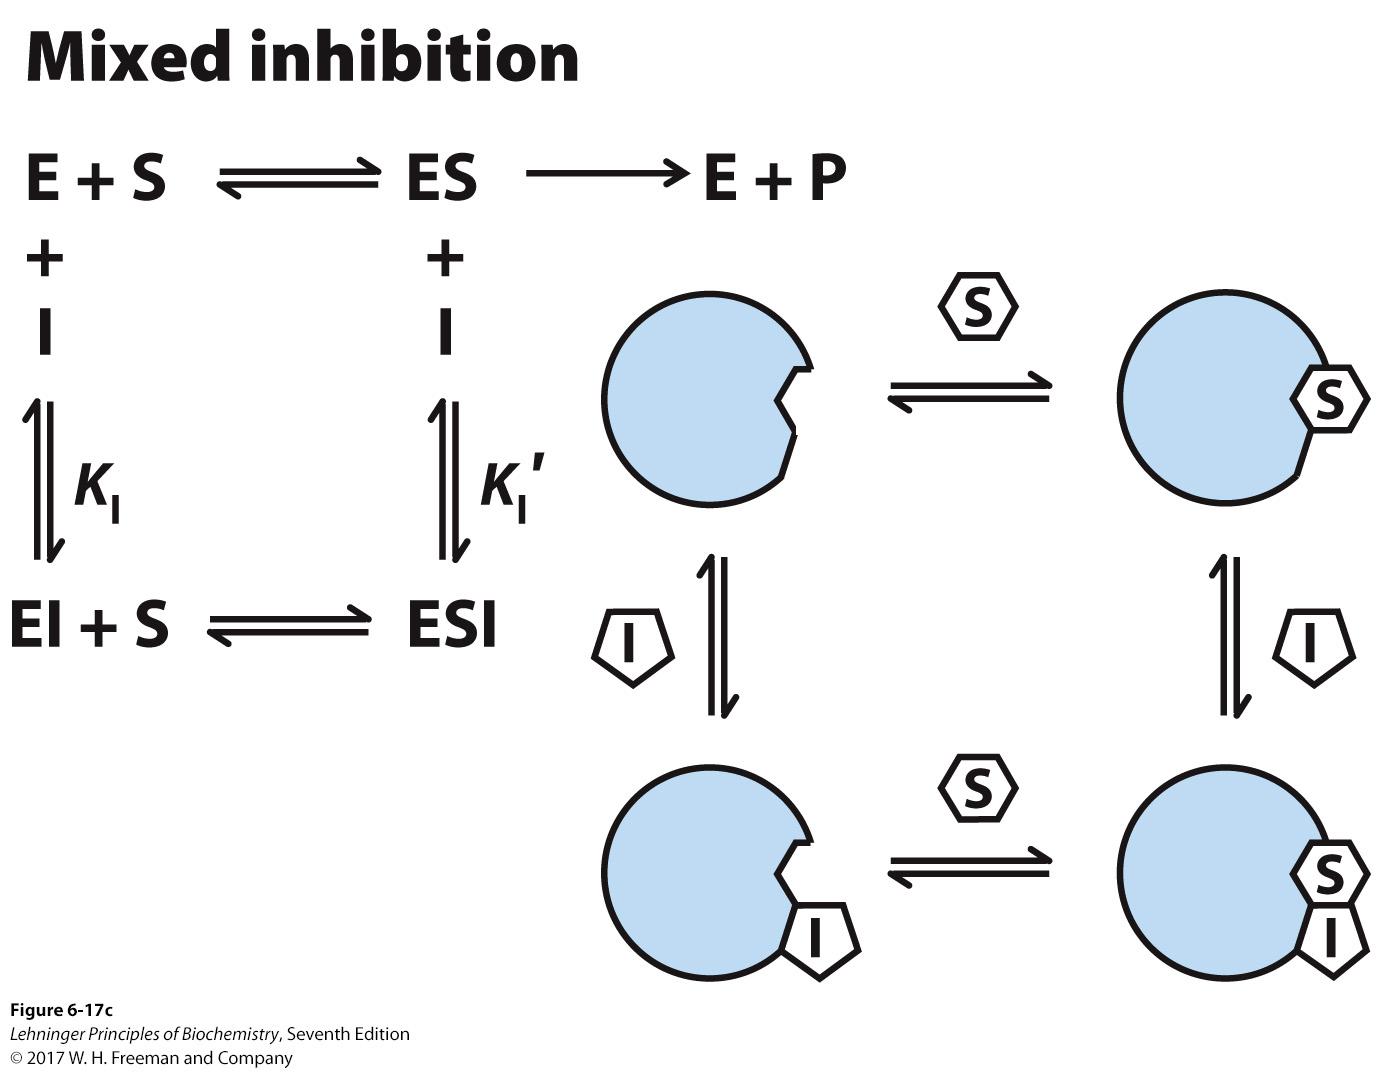 Mixed inhibition
E + S ⇌ ES → E + P
+ +
I I
K_I K_I′
EI + S ⇌ ESI
S
S
I I
S
S
I I
Figure 6-17c
Lehninger Principles of Biochemistry, Seventh Edition
© 2017 W. H. Freeman and Company